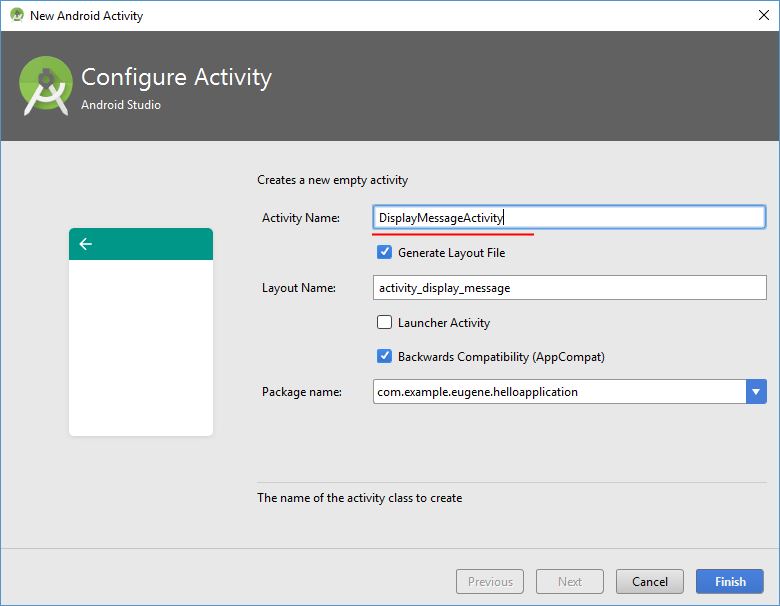 New Android Activity
Configure Activity
Android Studio
Creates a new empty activity
Activity Name: DisplayMessageActivity
Generate Layout File
Layout Name: activity_display_message
Launcher Activity
Backwards Compatibility (AppCompat)
Package name: com.example.eugene.helloapplication
The name of the activity class to create
Previous Next Cancel Finish